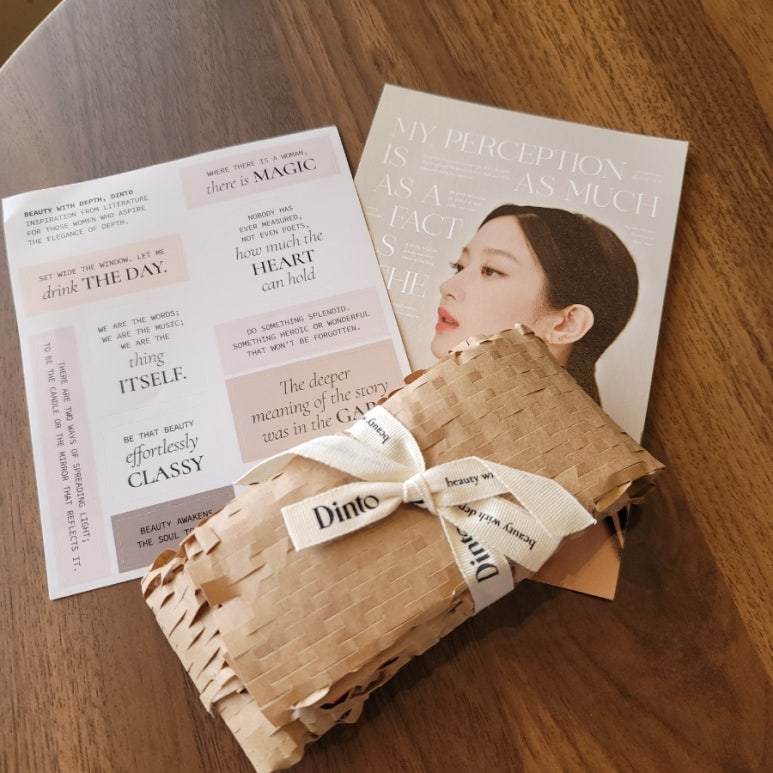 BEAUTY WITH DEPTH, DINTO
INSPIRATION FROM LITERATURE
FOR THOSE WOMEN WHO ASPIRE
THE ELEGANCE OF DEPTH.
WHERE THERE IS A WOMAN,
there is MAGIC
SET WIDE THE WINDOW. LET ME
drink THE DAY.
NOBODY HAS
EVER MEASURED,
NOT EVEN POETS,
how much the
HEART
can hold
WE ARE THE WORDS;
WE ARE THE MUSIC;
WE ARE THE
thing
ITSELF.
DO SOMETHING SPLENDID.
SOMETHING HEROIC OR WONDERFUL
THAT WON'T BE FORGOTTEN.
THERE ARE TWO WAYS OF SPREADING LIGHT;
TO BE THE CANDLE OR THE MIRROR THAT REFLECTS IT.
The deeper
meaning of the story
was in the
BE THAT BEAUTY
effortlessly
CLASSY
BEAUTY AWAKENS
THE SOUL
MY PERCEPTION
IS AS MUCH
AS A
FACT
AS
THE
beauty
Dinto
beauty
Dinto
beauty with